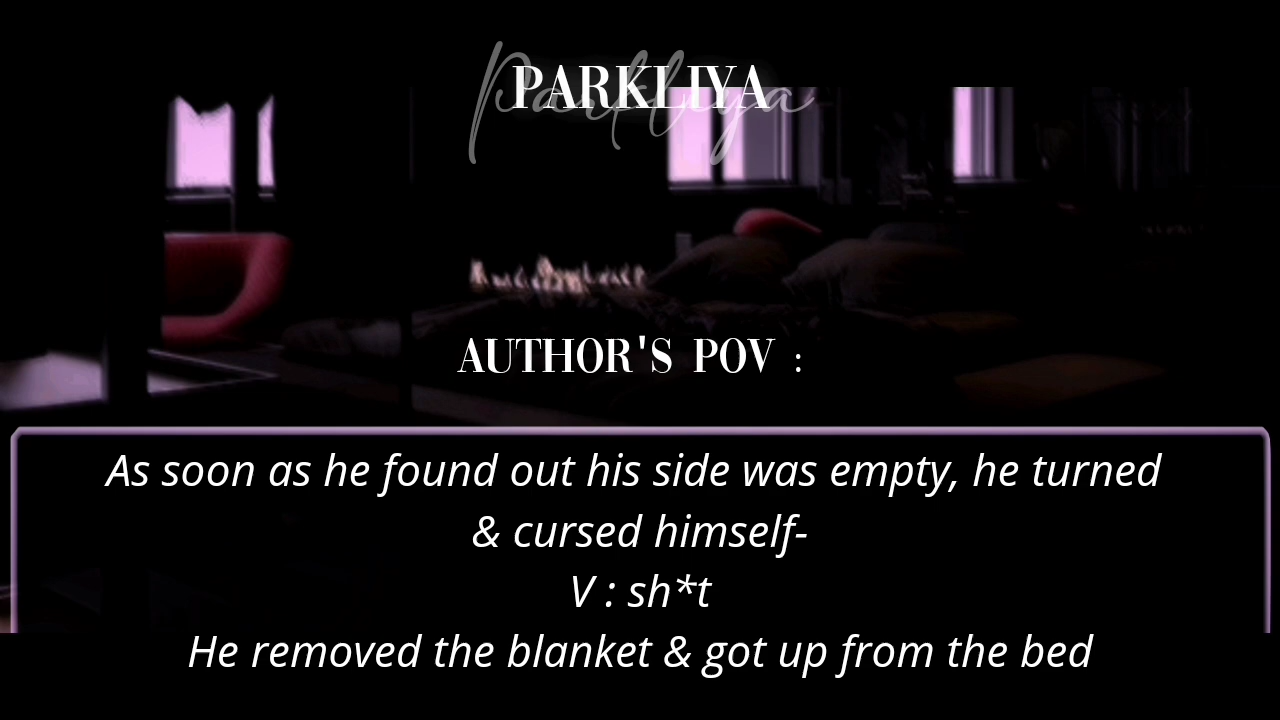 PARKLIYA
Parkliya
AUTHOR'S POV :
As soon as he found out his side was empty, he turned
& cursed himself-
V : sh*t
He removed the blanket & got up from the bed